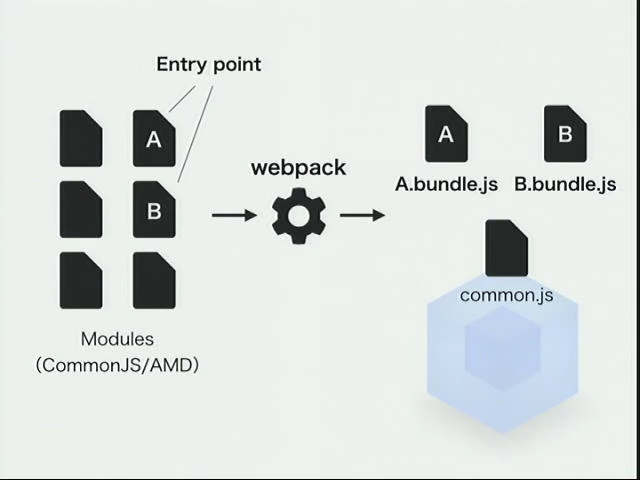 Entry point
A
B
Modules
(CommonJS/AMD)
webpack
A
B
A.bundle.js
B.bundle.js
common.js